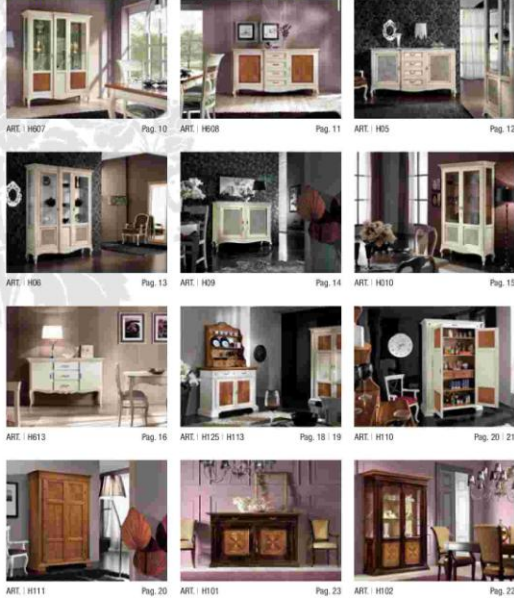 ART. | H607 Pag. 10 ART. | H608 Pag. 11 ART. | H05 Pag. 12
ART. | H06 Pag. 13 ART. | H09 Pag. 14 ART. | H010 Pag. 15
ART. | H613 Pag. 16 ART. | H125 | H113 Pag. 18 | 19 ART. | H110 Pag. 20 | 21
ART. | H111 Pag. 20 ART. | H101 Pag. 23 ART. | H102 Pag. 22